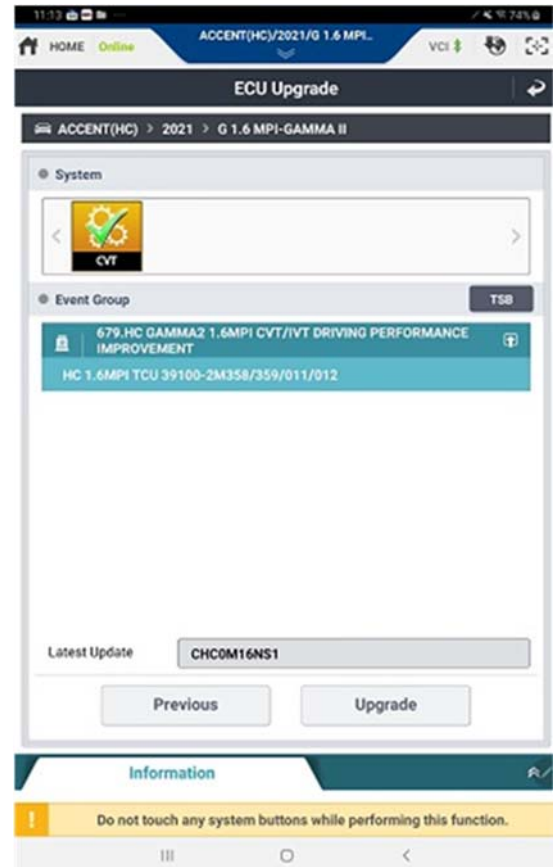 11:13
74%
HOME Online
ACCENT(HC)/2021/G 1.6 MPI..
VCI
ECU Upgrade
ACCENT(HC) > 2021 > G 1.6 MPI-GAMMA II
System
CVT
Event Group
TSB
679.HC GAMMA2 1.6MPI CVT/IVT DRIVING PERFORMANCE
IMPROVEMENT
HC 1.6MPI TCU 39100-2M358/359/011/012
Latest Update
CHC0M16NS1
Previous
Upgrade
Information
Do not touch any system buttons while performing this function.